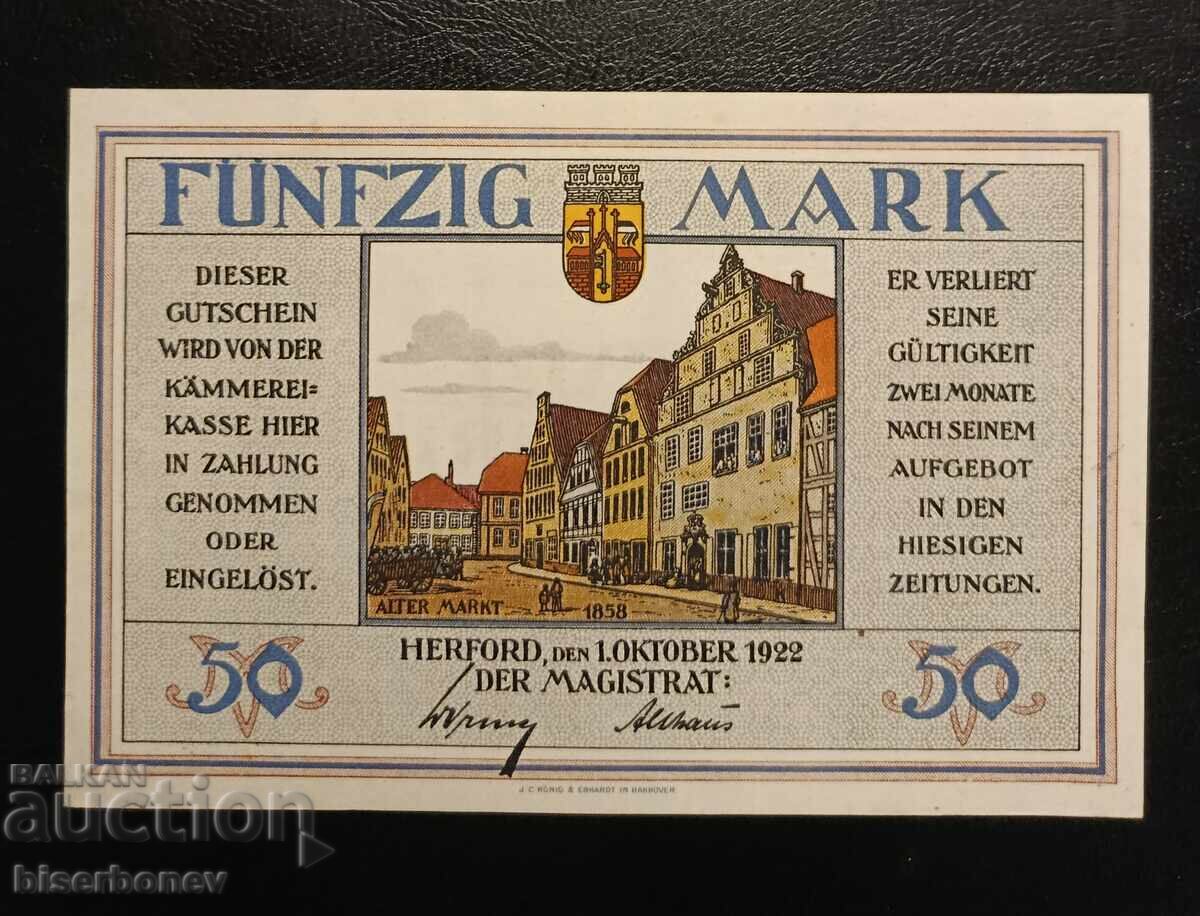 FÜNFZIG MARK
DIESER
GUTSCHEIN
WIRD VON DER
KÄMMEREI=
KASSE HIER
IN ZAHLUNG
GENOMMEN
ODER
EINGELÖST.
ER VERLIERT
SEINE
GÜLTIGKEIT
ZWEI MONATE
NACH SEINEM
AUFGEBOT
IN DEN
HIESIGEN
ZEITUNGEN.
ALTER MARKT 1858
50
HERFORD, DEN 1. OKTOBER 1922
DER MAGISTRAT:
Althaus
50
J. C. KÖNIG & EBHARDT IN HANNOVER
BALKAN
auction
biserbonev